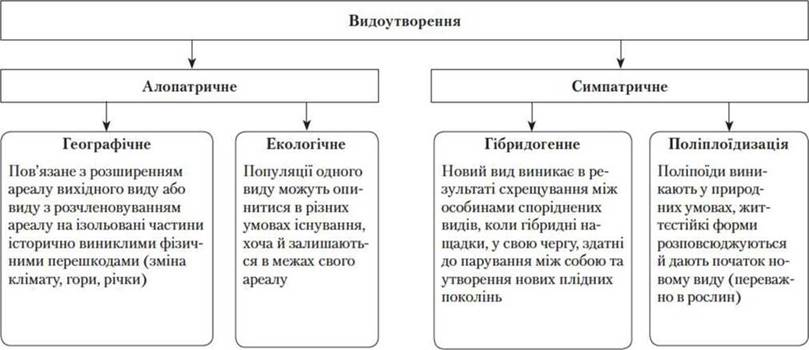 Видоутворення
Алопатричне
Симпатричне
Географічне
Пов’язане з розширенням
ареалу вихідного виду або
виду з розчленовуванням
ареалу на ізольовані частини
історично виниклими фізич-
ними перешкодами (зміна
клімату, гори, річки)
Екологічне
Популяції одного
виду можуть опи-
нитися в різних
умовах існування,
хоча й залишають-
ся в межах свого
ареалу
Гібридогенне
Новий вид виникає в ре-
зультаті схрещування між
особинами споріднених
видів, коли гібридні на-
щадки, у свою чергу, здатні
до парування між собою та
утворення нових плідних
поколінь
Поліплоїдизація
Поліпоїди вини-
кають у природ-
них умовах, жит-
тєстійкі форми
розповсюджуються
й дають початок но-
вому виду (переваж-
но в рослин)